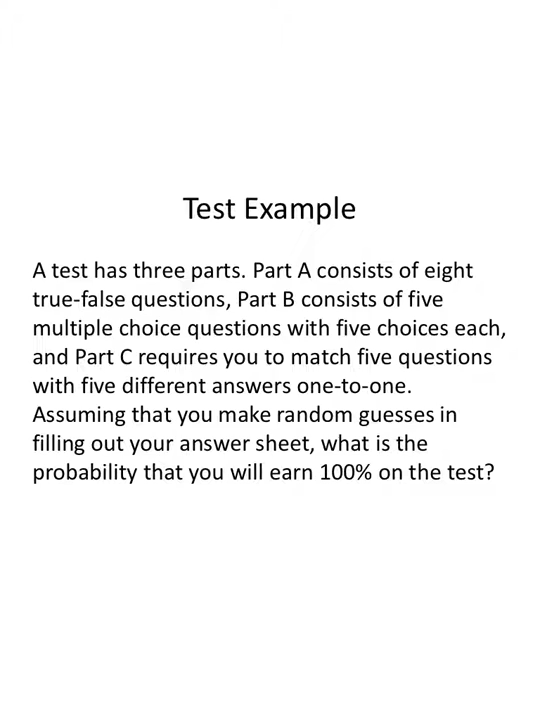 Test Example
A test has three parts. Part A consists of eight
true-false questions, Part B consists of five
multiple choice questions with five choices each,
and Part C requires you to match five questions
with five different answers one-to-one.
Assuming that you make random guesses in
filling out your answer sheet, what is the
probability that you will earn 100% on the test?